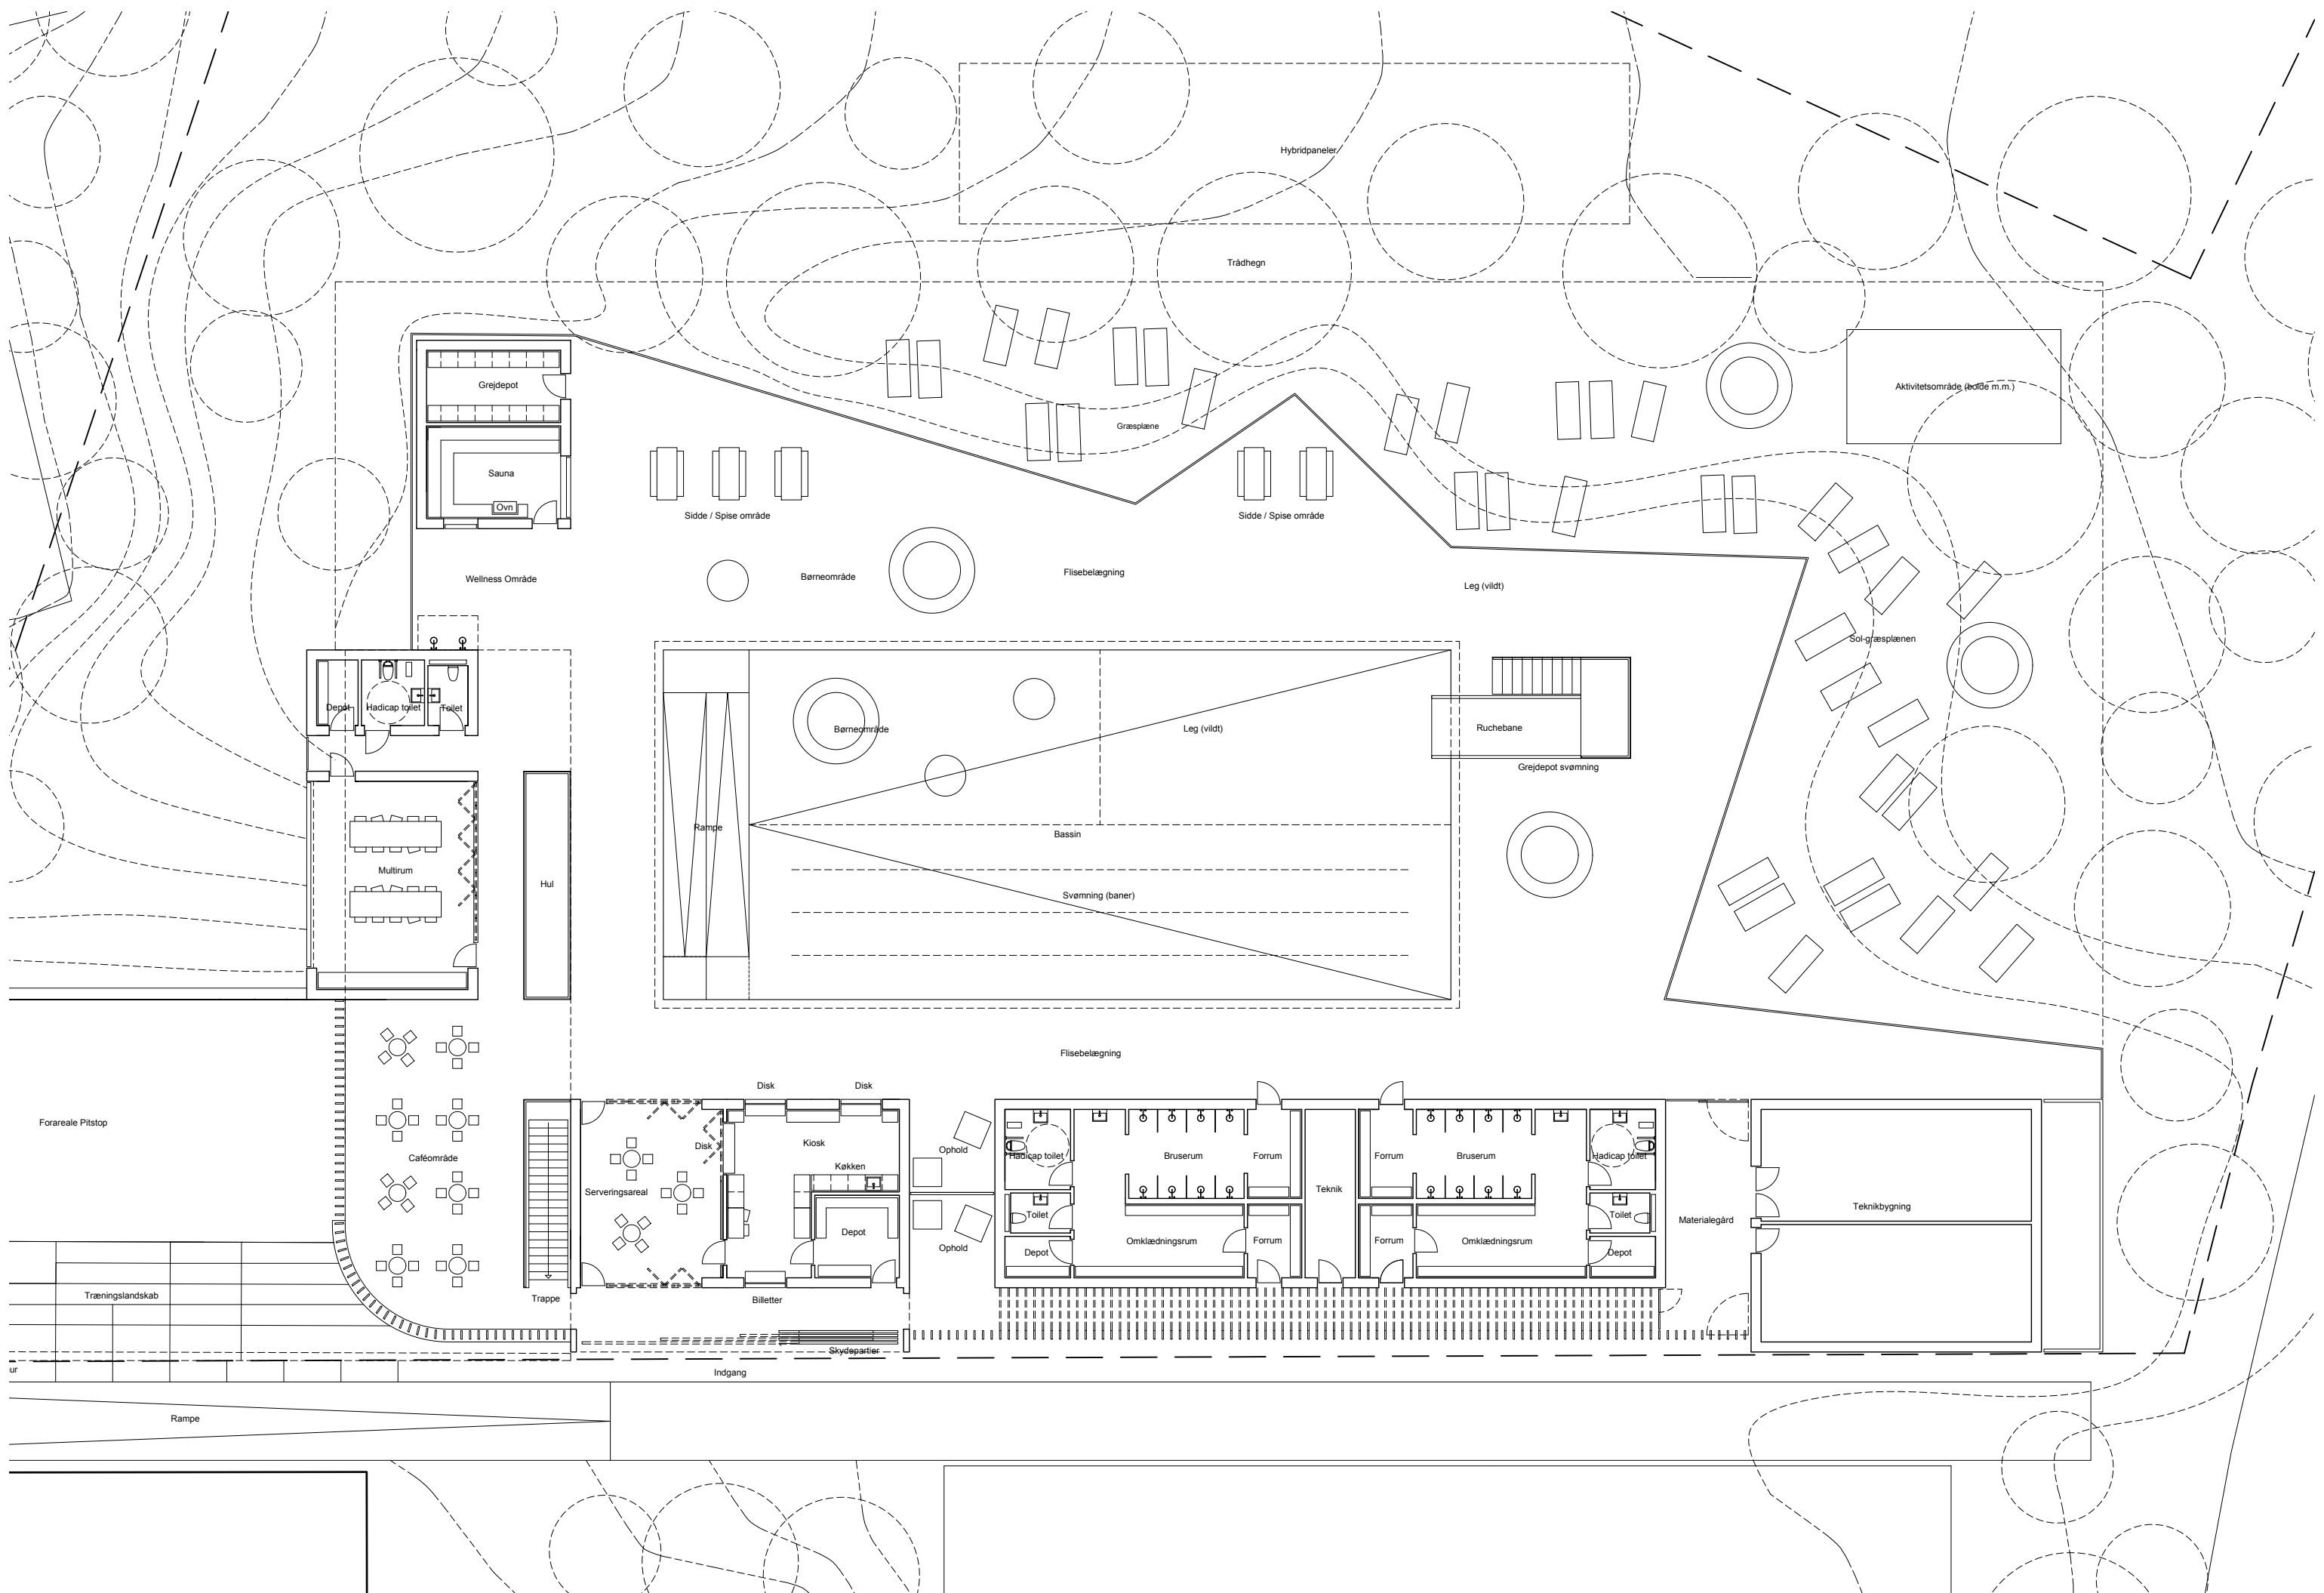 Hybridpaneler
Trådhegn
Grejdepot
Aktivitetsområde (bolde m.m.)
Græsplæne
Sauna
Ovn
Sidde / Spise område
Sidde / Spise område
Wellness Område
Børneområde
Flisebelægning
Leg (vildt)
Sol-græsplænen
Depot
Hadicap toilet
Toilet
Børneområde
Leg (vildt)
Ruchebane
Grejdepot svømning
Rampe
Bassin
Multirum
Hul
Svømning (baner)
Flisebelægning
Disk
Disk
Forareale Pitstop
Kiosk
Disk
Ophold
Caféområde
Køkken
Hadicap toilet
Bruserum
Forrum
Forrum
Bruserum
Hadicap toilet
Serveringsareal
Teknik
Teknikbygning
Toilet
Toilet
Materialegård
Depot
Ophold
Depot
Omklædningsrum
Forrum
Forrum
Omklædningsrum
Depot
Træningslandskab
Trappe
Billetter
Skydepartier
ur
Indgang
Rampe